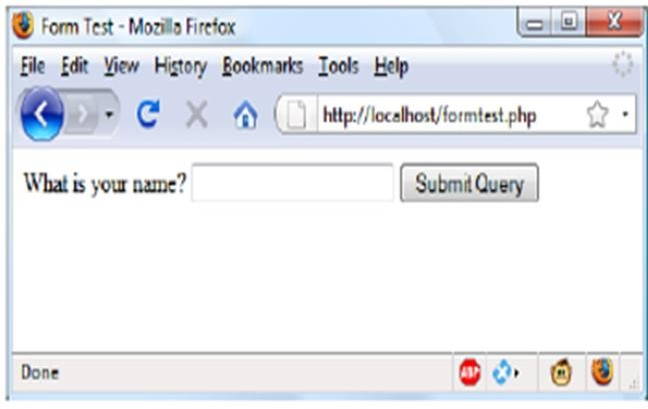 Form Test - Mozilla Firefox
File Edit View History Bookmarks Tools Help
http://localhost/formtest.php
What is your name? Submit Query
Done ABP